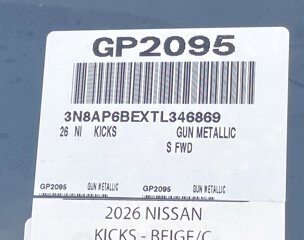 GP2095
3N8AP6BEXTL346869
26 NI KICKS GUN METALLIC
S FWD
GP2095 GUN METALLIC GP2095 GUN METALLIC
2026 NISSAN
KICKS - BEIGE/C